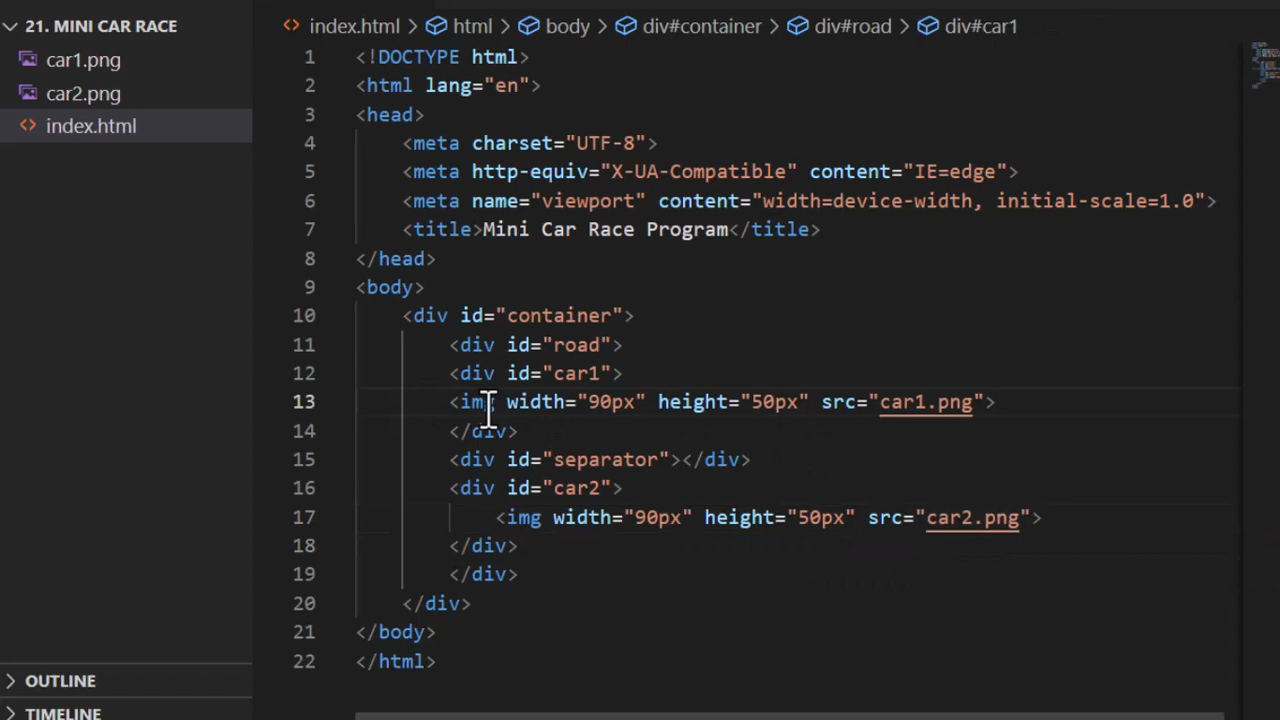 21. MINI CAR RACE
car1.png
car2.png
index.html
OUTLINE
TIMELINE
index.html > html > body > div#container > div#road > div#car1
1 <!DOCTYPE html>
2 <html lang="en">
3 <head>
4 <meta charset="UTF-8">
5 <meta http-equiv="X-UA-Compatible" content="IE=edge">
6 <meta name="viewport" content="width=device-width, initial-scale=1.0">
7 <title>Mini Car Race Program</title>
8 </head>
9 <body>
10 <div id="container">
11 <div id="road">
12 <div id="car1">
13 <img width="90px" height="50px" src="car1.png">
14 </div>
15 <div id="separator"></div>
16 <div id="car2">
17 <img width="90px" height="50px" src="car2.png">
18 </div>
19 </div>
20 </div>
21 </body>
22 </html>